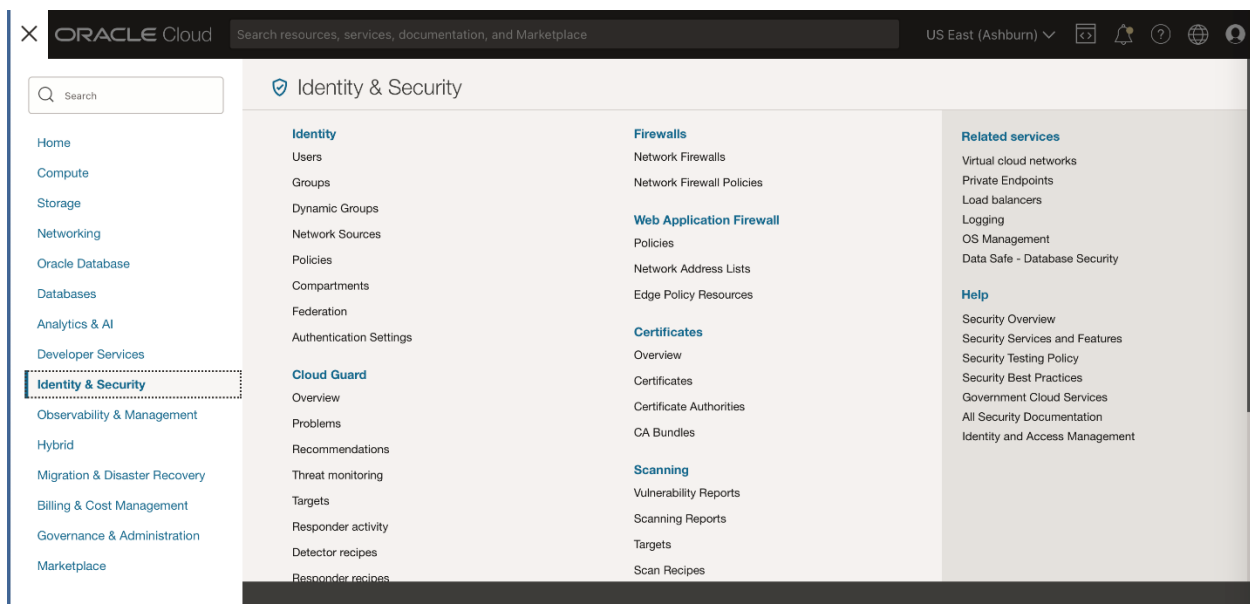 ORACLE Cloud
Search resources, services, documentation, and Marketplace
US East (Ashburn)
Search
Home
Compute
Storage
Networking
Oracle Database
Databases
Analytics & AI
Developer Services
Identity & Security
Observability & Management
Hybrid
Migration & Disaster Recovery
Billing & Cost Management
Governance & Administration
Marketplace
Identity & Security
Identity
Users
Groups
Dynamic Groups
Network Sources
Policies
Compartments
Federation
Authentication Settings
Cloud Guard
Overview
Problems
Recommendations
Threat monitoring
Targets
Responder activity
Detector recipes
Responder recipes
Firewalls
Network Firewalls
Network Firewall Policies
Web Application Firewall
Policies
Network Address Lists
Edge Policy Resources
Certificates
Overview
Certificates
Certificate Authorities
CA Bundles
Scanning
Vulnerability Reports
Scanning Reports
Targets
Scan Recipes
Related services
Virtual cloud networks
Private Endpoints
Load balancers
Logging
OS Management
Data Safe - Database Security
Help
Security Overview
Security Services and Features
Security Testing Policy
Security Best Practices
Government Cloud Services
All Security Documentation
Identity and Access Management